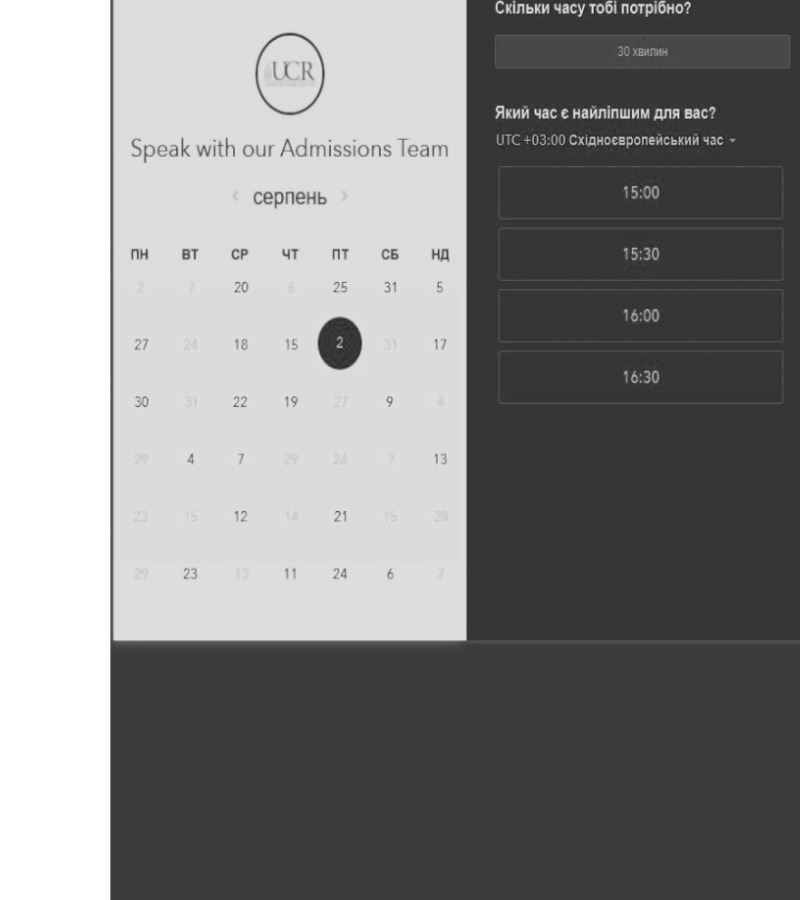 UCR
Speak with our Admissions Team
‹ серпень ›
ПН ВТ СР ЧТ ПТ СБ НД
2 7 20 6 25 31 5
27 24 18 15 2 31 17
30 31 22 19 27 9 4
29 4 7 29 26 7 13
23 15 12 14 21 15 28
29 23 13 11 24 6 7
Скільки часу тобі потрібно?
30 хвилин
Який час є найліпшим для вас?
UTC +03:00 Східноєвропейський час
15:00
15:30
16:00
16:30